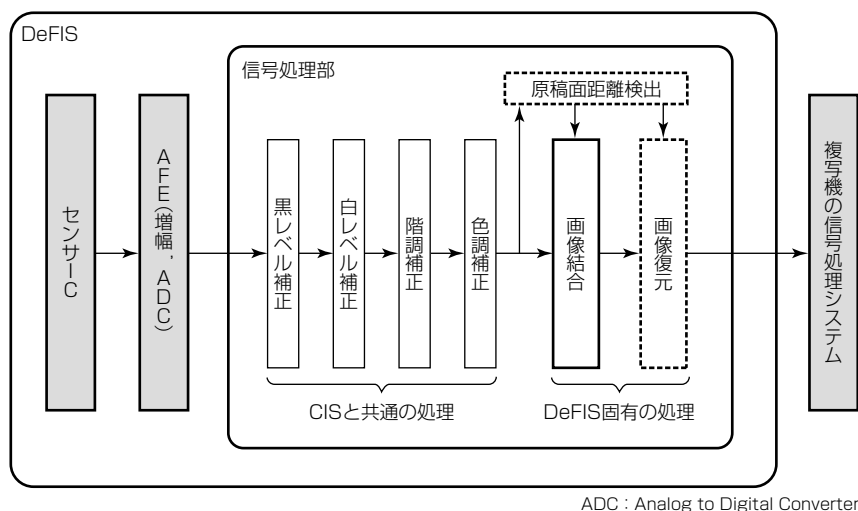 DeFIS
信号処理部
原稿面距離検出
センサーC
AFE(増幅,ADC)
黒レベル補正
白レベル補正
階調補正
色調補正
画像結合
画像復元
複写機の信号処理システム
CISと共通の処理
DeFIS固有の処理
ADC:Analog to Digital Converter